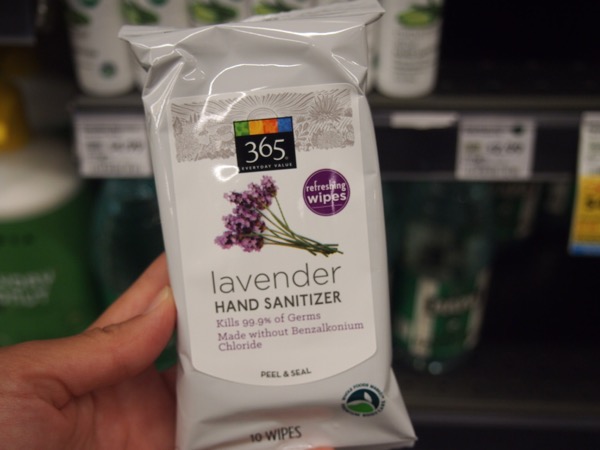 365
EVERYDAY VALUE
refreshing
wipes
lavender
HAND SANITIZER
Kills 99.9% of Germs
Made without Benzalkonium
Chloride
PEEL & SEAL
10 WIPES